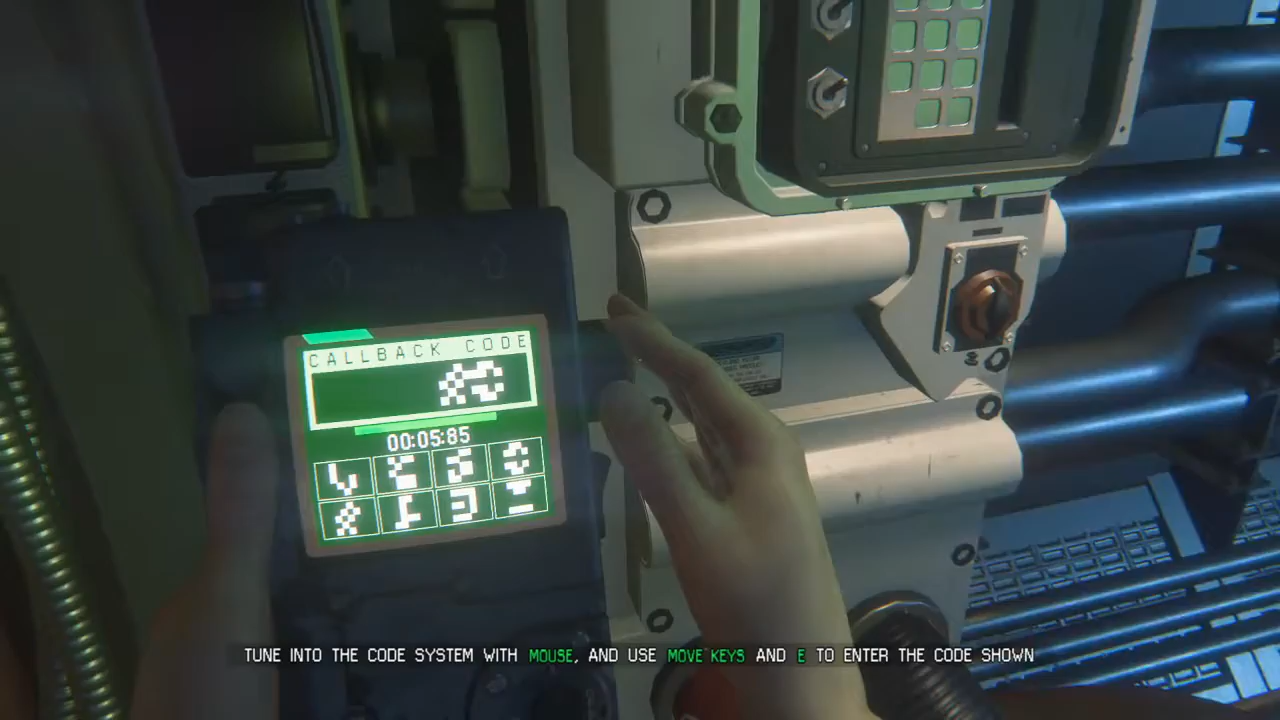 CALLBACK CODE
00:05:85
TUNE INTO THE CODE SYSTEM WITH MOUSE, AND USE MOVE KEYS AND E TO ENTER THE CODE SHOWN